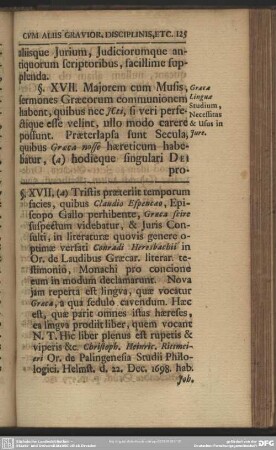 CVM ALIIS GRAVIOR. DISCIPLINIS, ETC. 125
aliisque Jurium, Judiciorumque an-
tiquorum scriptoribus, facillime sup-
plenda.
§. XVII. Majorem cum Musis,
sermones Græcorum communionem
habent, quibus nec JCti, si veri perfe-
ctique esse velint, ullo modo carere
possunt. Præterlapsa sunt Secula,
quibus Græca nosse hæreticum habe-
batur, (a) hodieque singulari DEI
pro-
Græcæ
Linguæ
Studium,
Necessitas
& Usus in
Jure.
§. XVII. (a) Tristis præteriit temporum
facies, quibus Claudio Espencæo, Epi-
scopo Gallo perhibente, Græca scire
suspectum videbatur, & Juris Con-
sulti, in literaturæ quovis genere o-
ptimæ versati Conradi Heresbachii in
Or. de Laudibus Græcar. literar. te-
stimonio, Monachi pro concione
eum in modum declamarunt. Nova
jam reperta est lingva, quæ vocatur
Græca, a qua sedulo cavendum. Hæc
est, quæ parit omnes istas hæreses,
ea lingva prodiit liber, quem vocant
N. T. Hic liber plenus est rupetis &
viperis &c. Christoph. Heinric. Rittmei-
eri Or. de Palingenesia Studii Philo-
logici. Helmst. d. 22. Dec. 1698. hab.
Joh.